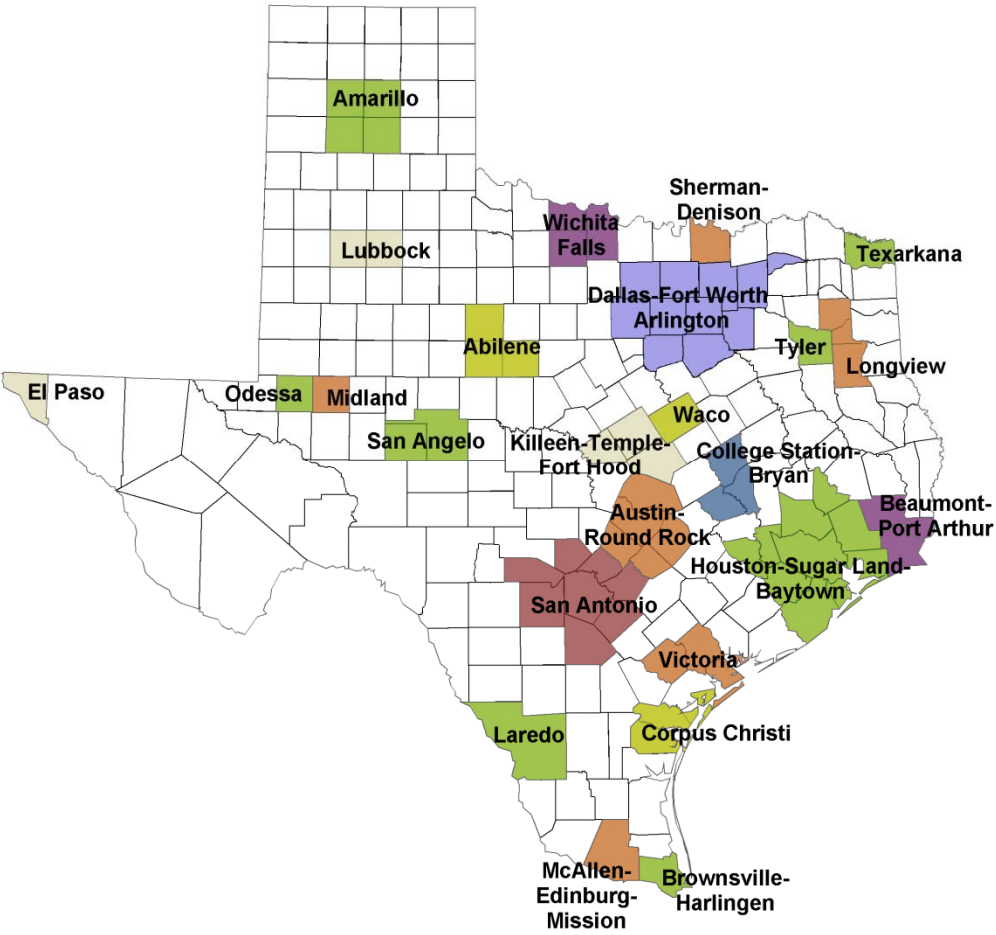 Amarillo
Sherman-
Denison
Wichita
Falls
Lubbock
Texarkana
Dallas-Fort Worth
Arlington
Abilene
Tyler
Longview
El Paso
Odessa
Midland
Waco
San Angelo
Killeen-Temple-
Fort Hood
College Station-
Bryan
Beaumont-
Port Arthur
Austin-
Round Rock
Houston-Sugar Land-
Baytown
San Antonio
Victoria
Laredo
Corpus Christi
McAllen-
Edinburg-
Mission
Brownsville-
Harlingen